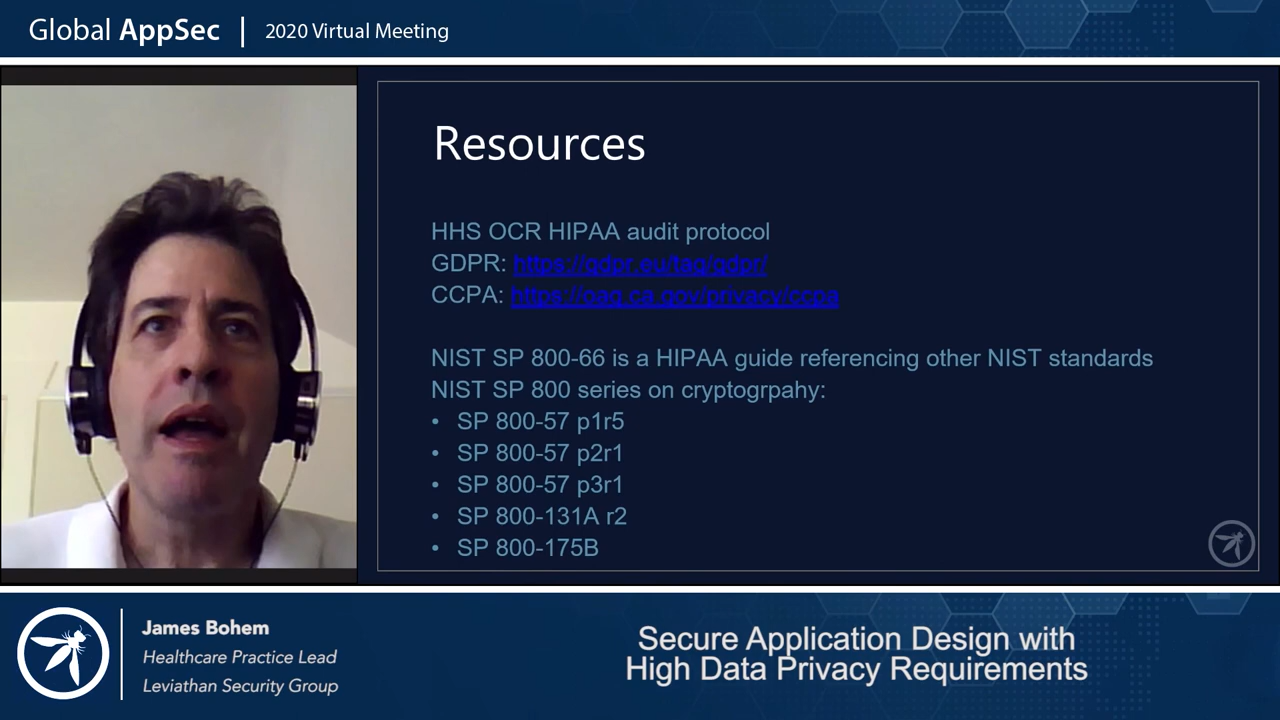 Global AppSec | 2020 Virtual Meeting
Resources
HHS OCR HIPAA audit protocol
GDPR: https://gdpr.eu/tag/gdpr/
CCPA: https://oag.ca.gov/privacy/ccpa
NIST SP 800-66 is a HIPAA guide referencing other NIST standards
NIST SP 800 series on cryptogrpahy:
• SP 800-57 p1r5
• SP 800-57 p2r1
• SP 800-57 p3r1
• SP 800-131A r2
• SP 800-175B
James Bohem
Healthcare Practice Lead
Leviathan Security Group
Secure Application Design with
High Data Privacy Requirements